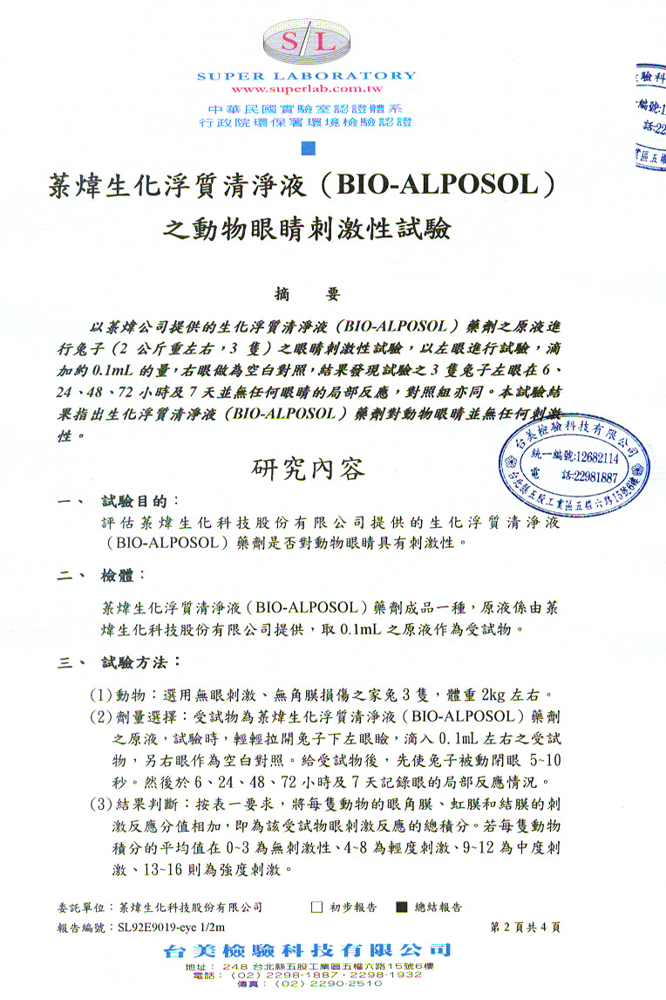 S/L
SUPER LABORATORY
www.superlab.com.tw
中華民國實驗室認證體系
行政院環保署環境檢驗認證
菉煒生化浮質清淨液（BIO-ALPOSOL）
之動物眼睛刺激性試驗
摘 要
以菉煒公司提供的生化浮質清淨液（BIO-ALPOSOL）藥劑之原液進
行兔子（2 公斤重左右，3 隻）之眼睛刺激性試驗，以左眼進行試驗，滴
加約 0.1mL 的量，右眼做為空白對照，結果發現試驗之 3 隻兔子左眼在 6、
24、48、72 小時及 7 天並無任何眼睛的局部反應，對照組亦同。本試驗結
果指出生化浮質清淨液（BIO-ALPOSOL）藥劑對動物眼睛並無任何刺激
性。
台美檢驗科技有限公司
統一編號:12682114
電 話:22981887
台北縣五股工業區五權六路15號6樓
驗科
編號:1
話:22
業區五權
研究內容
一、 試驗目的：
評估菉煒生化科技股份有限公司提供的生化浮質清淨液
（BIO-ALPOSOL）藥劑是否對動物眼睛具有刺激性。
二、 檢體：
菉煒生化浮質清淨液（BIO-ALPOSOL）藥劑成品一種，原液係由菉
煒生化科技股份有限公司提供，取 0.1mL 之原液作為受試物。
三、 試驗方法：
(1)動物：選用無眼刺激、無角膜損傷之家兔 3 隻，體重 2kg 左右。
(2)劑量選擇：受試物為菉煒生化浮質清淨液（BIO-ALPOSOL）藥劑
之原液，試驗時，輕輕拉開兔子下左眼瞼，滴入 0.1mL 左右之受試
物，另右眼作為空白對照。給受試物後，先使兔子被動閉眼 5~10
秒。然後於 6、24、48、72 小時及 7 天記錄眼的局部反應情況。
(3)結果判斷：按表一要求，將每隻動物的眼角膜、虹膜和結膜的刺
激反應分值相加，即為該受試物眼刺激反應的總積分。若每隻動物
積分的平均值在 0~3 為無刺激性、4~8 為輕度刺激、9~12 為中度刺
激、13~16 則為強度刺激。
委託單位：菉煒生化科技股份有限公司 □ 初步報告 ■ 總結報告
報告編號：SL92E9019-eye 1/2m 第 2 頁共 4 頁
台美檢驗科技有限公司
地址： 248 台北縣五股工業區五權六路15號6樓
電話：（02）2298-1887・2298-1932
傳真：（02）2290-2510